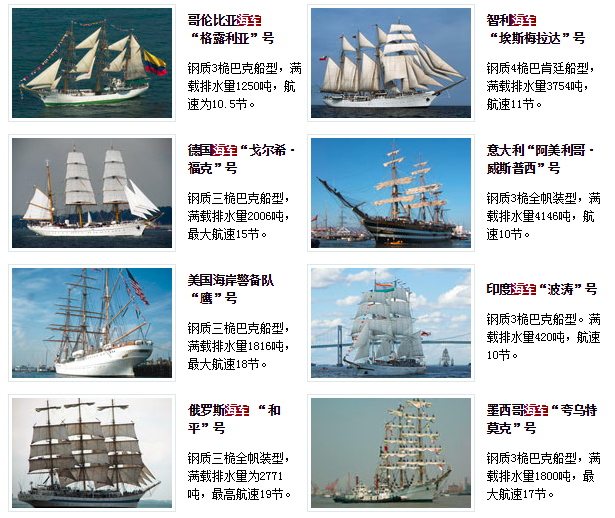 哥伦比亚海军
“格露利亚”号
钢质3桅巴克船型，满
载排水量1250吨，航
速为10.5节。
智利海军
“埃斯梅拉达”号
钢质4桅巴肯廷船型，
满载排水量3754吨，
航速11节。
德国海军“戈尔希·
福克”号
钢质三桅巴克船型，
满载排水量2006吨，
最大航速15节。
意大利“阿美利哥·
威斯普西”号
钢质3桅全帆装型，满
载排水量4146吨，航
速10节。
美国海岸警备队
“鹰”号
钢质三桅巴克船型，
满载排水量1816吨，
最大航速18节。
印度海军“波涛”号
钢质3桅巴克船型。满
载排水量420吨，航速
10节。
俄罗斯海军 “和
平”号
钢质三桅全帆装型，
满载排水量为2771
吨，最高航速19节。
墨西哥海军“夸乌特
莫克”号
钢质3桅巴克船型，满
载排水量1800吨，最
大航速17节。